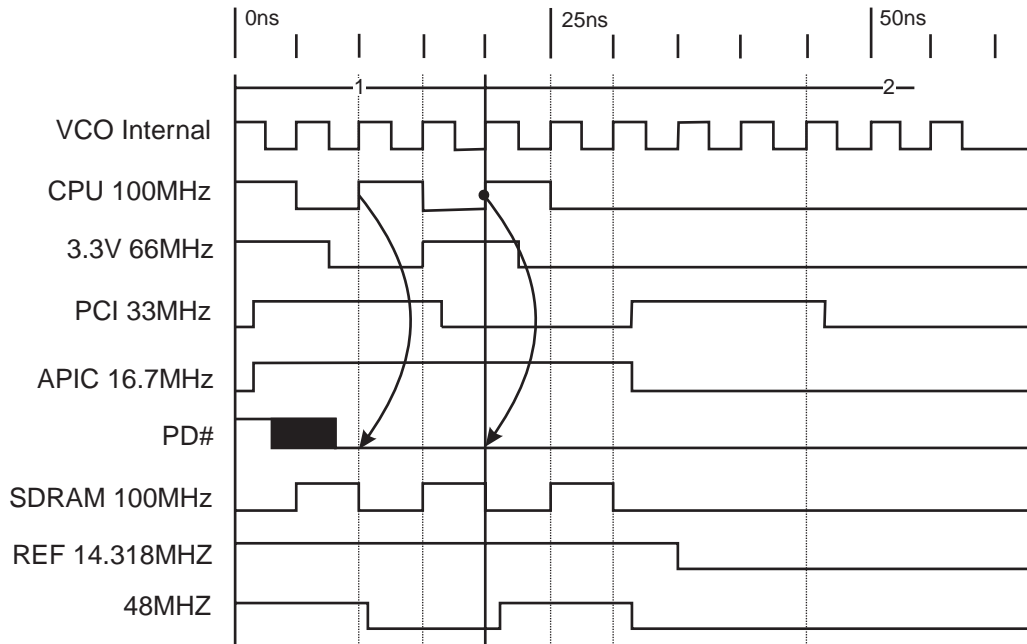 0ns 25ns 50ns
1 2
VCO Internal
CPU 100MHz
3.3V 66MHz
PCI 33MHz
APIC 16.7MHz
PD#
SDRAM 100MHz
REF 14.318MHZ
48MHZ